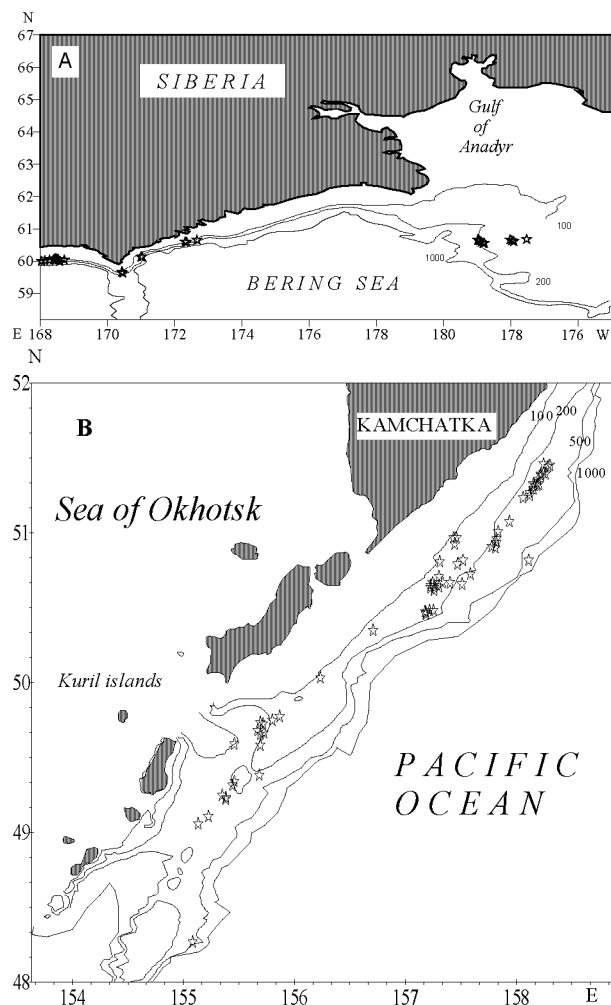 N
67
A
66
65
64
63
62
61
60
59
SIBERIA
Gulf
of
Anadyr
100
1000
200
BERING SEA
E 168 170 172 174 176 178 180 178 176 W
N
52
B
51
50
49
48
KAMCHATKA
100 200
500
1000
Sea of Okhotsk
Kuril islands
PACIFIC
OCEAN
154 155 156 157 158 E